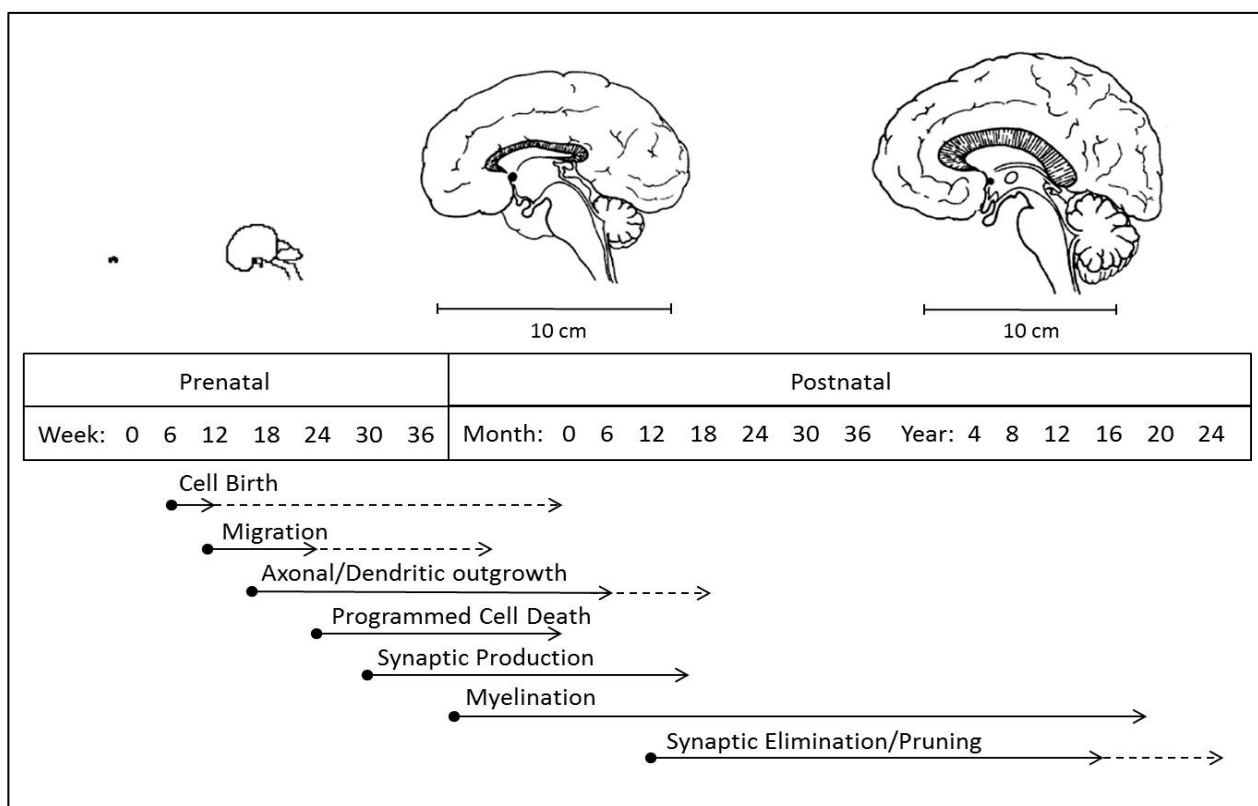 10 cm
10 cm
Prenatal
Postnatal
Week: 0 6 12 18 24 30 36
Month: 0 6 12 18 24 30 36 Year: 4 8 12 16 20 24
Cell Birth
Migration
Axonal/Dendritic outgrowth
Programmed Cell Death
Synaptic Production
Myelination
Synaptic Elimination/Pruning